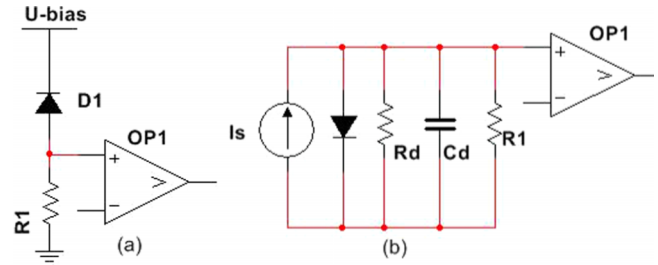 U-bias
D1
OP1
+
−
>
R1
(a)
Is
Rd
Cd
R1
OP1
+
−
>
(b)